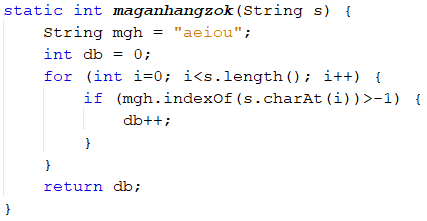 static int maganhangzok(String s) {
    String mgh = "aeiou";
    int db = 0;
    for (int i=0; i<s.length(); i++) {
        if (mgh.indexOf(s.charAt(i))>-1) {
            db++;
        }
    }
    return db;
}